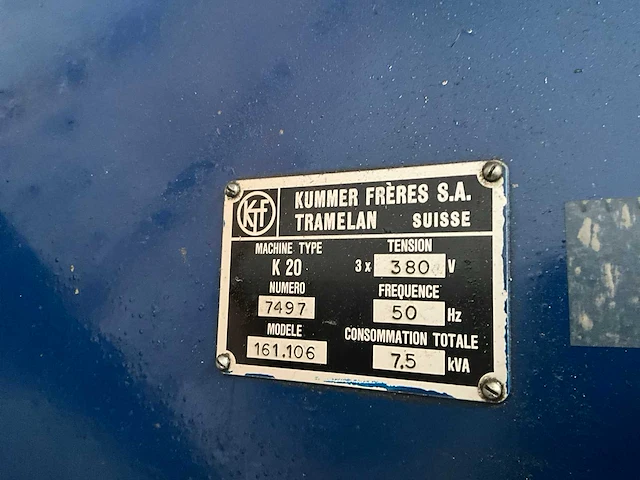 KF KUMMER FRÈRES S.A.
TRAMELAN SUISSE
MACHINE TYPE
K 20
NUMERO
7497
MODELE
161.106
TENSION
3 x 380 V
FREQUENCE
50 Hz
CONSOMMATION TOTALE
7,5 kVA